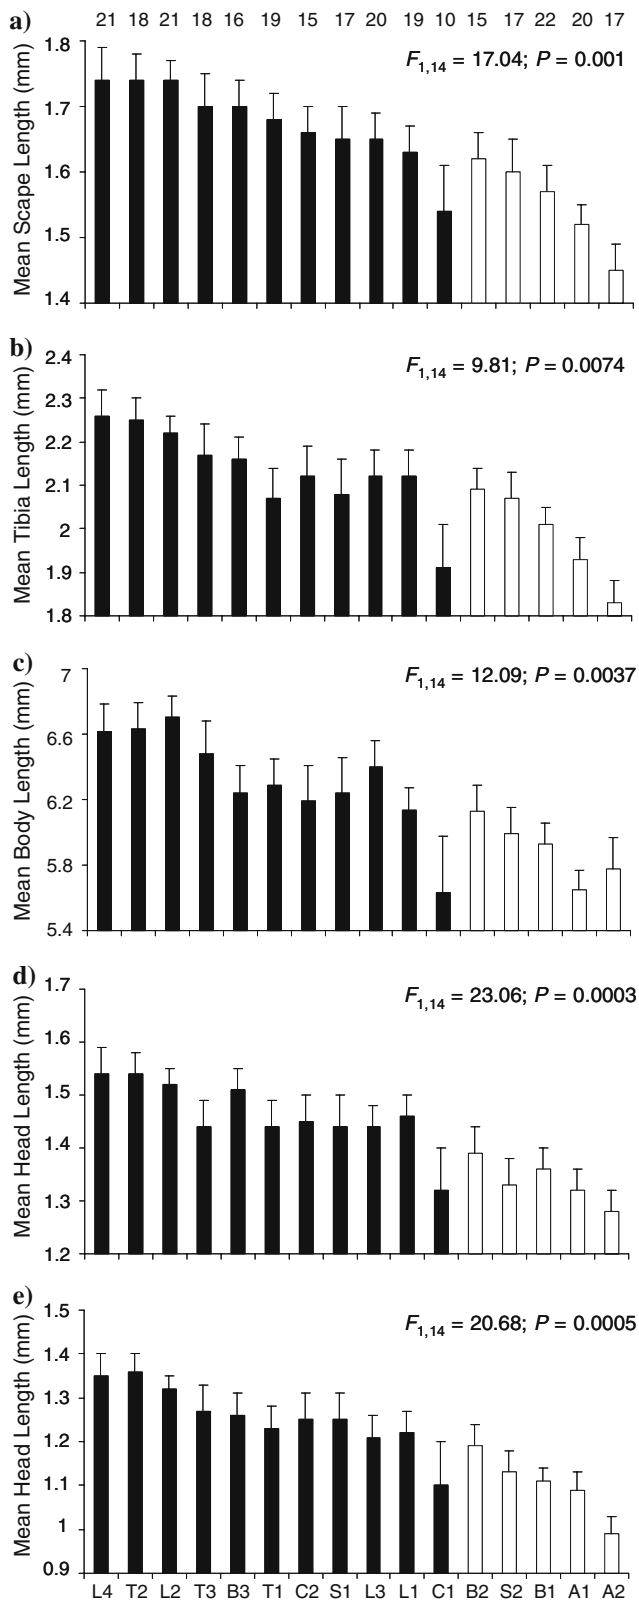 a) 21 18 21 18 16 19 15 17 20 19 10 15 17 22 20 17
F1,14 = 17.04; P = 0.001
Mean Scape Length (mm)
1.8
1.7
1.6
1.5
1.4
b)
F1,14 = 9.81; P = 0.0074
Mean Tibia Length (mm)
2.4
2.3
2.2
2.1
2
1.9
1.8
c)
F1,14 = 12.09; P = 0.0037
Mean Body Length (mm)
7
6.6
6.2
5.8
5.4
d)
F1,14 = 23.06; P = 0.0003
Mean Head Length (mm)
1.7
1.6
1.5
1.4
1.3
1.2
e)
F1,14 = 20.68; P = 0.0005
Mean Head Length (mm)
1.5
1.4
1.3
1.2
1.1
1
0.9
L4 T2 L2 T3 B3 T1 C2 S1 L3 L1 C1 B2 S2 B1 A1 A2